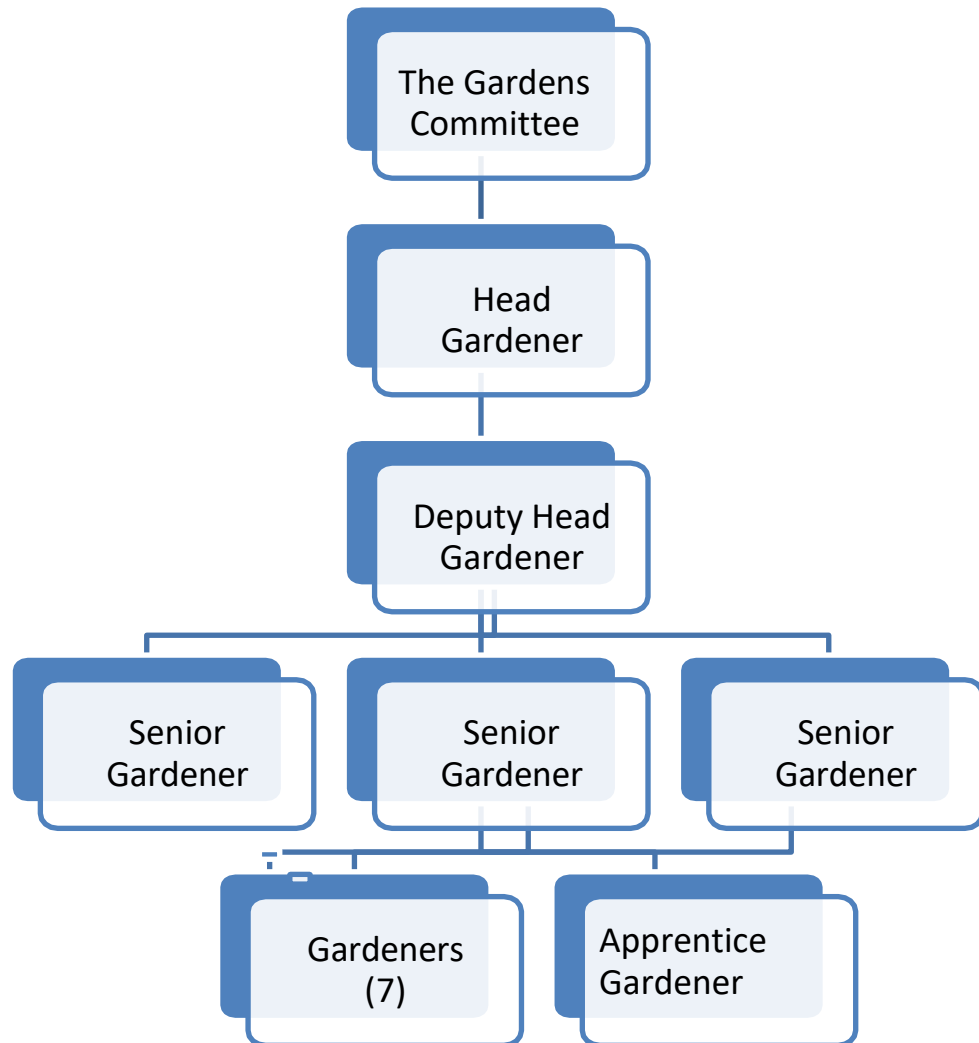 The Gardens
Committee
Head
Gardener
Deputy Head
Gardener
Senior
Gardener
Senior
Gardener
Senior
Gardener
Gardeners
(7)
Apprentice
Gardener